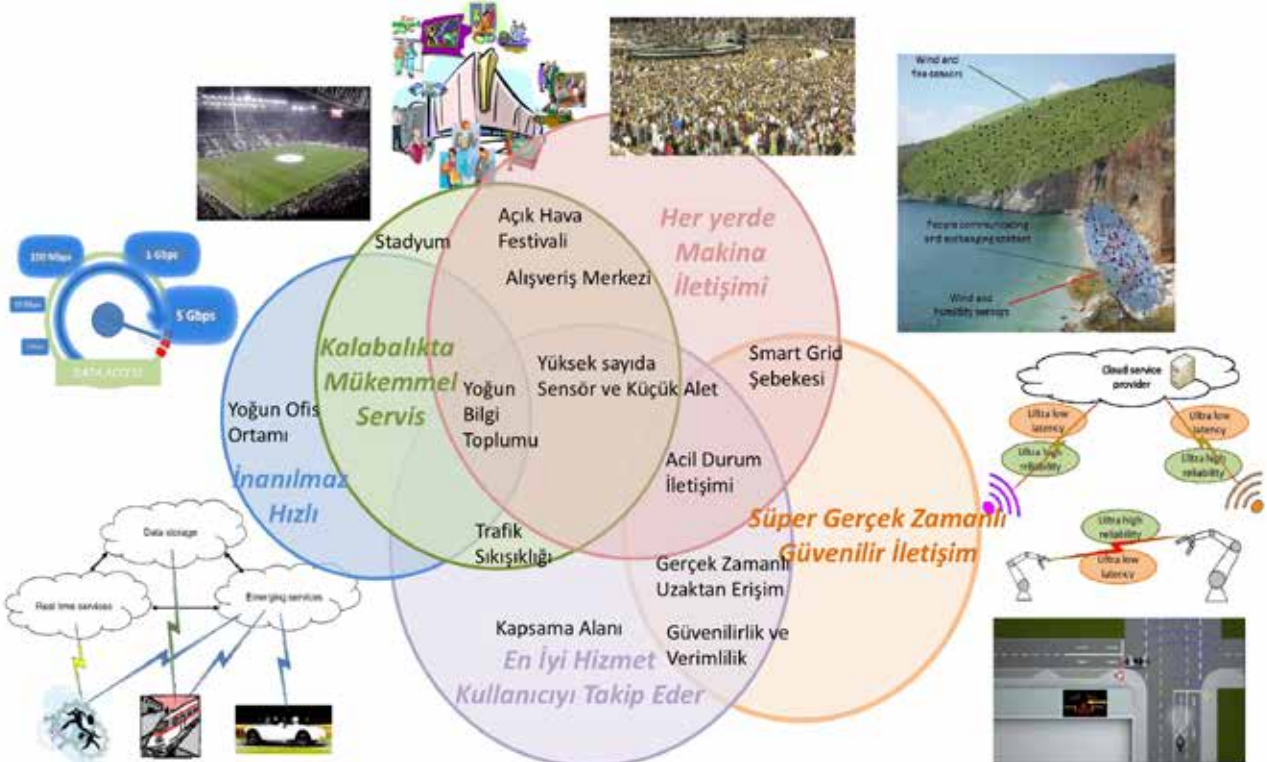 Wind and
fire sensors
Açık Hava
Festivali
Her yerde
Makina
İletişimi
Stadyum
Alışveriş Merkezi
People communicating
and exchanging content
100 Mbps
1 Gbps
5 Gbps
Wind and
humidity sensors
DATA ACCESS
Kalabalıkta
Mükemmel
Servis
Yüksek sayıda
Sensör ve Küçük Alet
Smart Grid
Şebekesi
Cloud service
provider
Yoğun
Bilgi
Toplumu
Yoğun Ofis
Ortamı
Ultra low
latency
Ultra low
latency
Ultra high
reliability
Ultra high
reliability
Acil Durum
İletişimi
İnanılmaz
Hızlı
Süper Gerçek Zamanlı
Güvenilir İletişim
Ultra high
reliability
Ultra low
latency
Data storage
Trafik
Sıkışıklığı
Gerçek Zamanlı
Uzaktan Erişim
Real time services
Emerging services
Kapsama Alanı
Güvenilirlik ve
Verimlilik
En İyi Hizmet
Kullanıcıyı Takip Eder